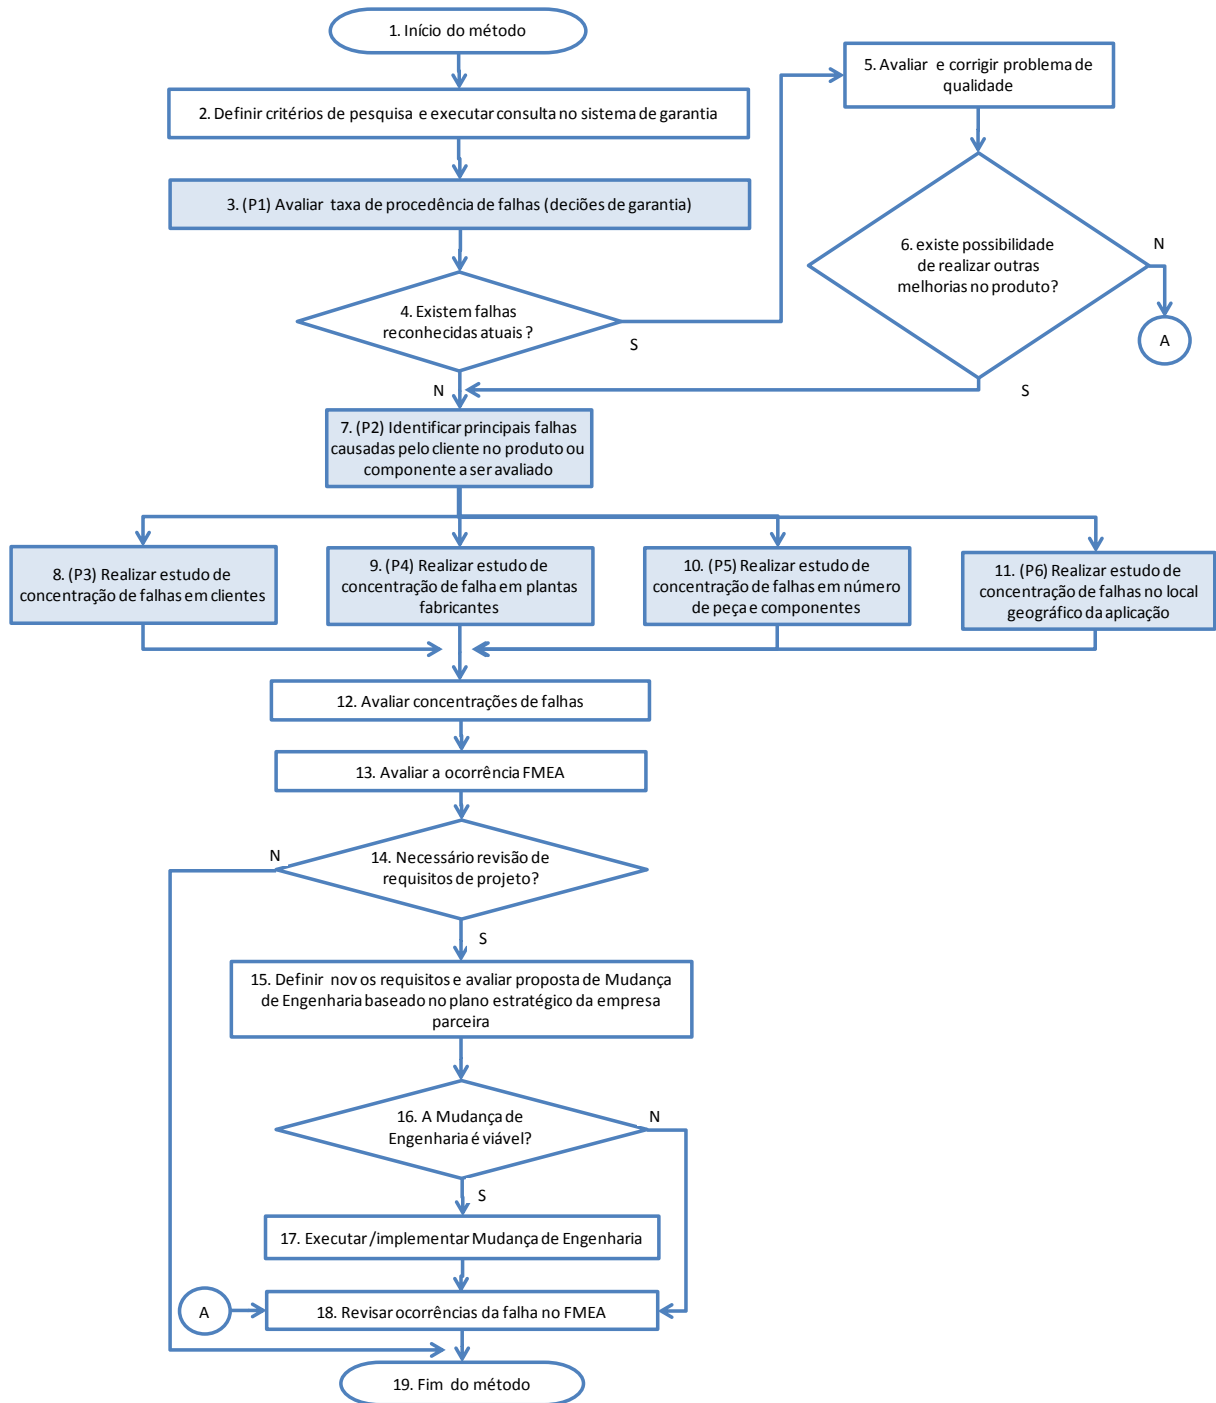 1. Início do método
2. Definir critérios de pesquisa e executar consulta no sistema de garantia
3. (P1) Avaliar taxa de procedência de falhas (deciões de garantia)
4. Existem falhas
reconhecidas atuais ?
S
N
5. Avaliar e corrigir problema de
qualidade
6. existe possibilidade
de realizar outras
melhorias no produto?
N
A
S
7. (P2) Identificar principais falhas
causadas pelo cliente no produto ou
componente a ser avaliado
8. (P3) Realizar estudo de
concentração de falhas em clientes
9. (P4) Realizar estudo de
concentração de falha em plantas
fabricantes
10. (P5) Realizar estudo de
concentração de falhas em número
de peça e componentes
11. (P6) Realizar estudo de
concentração de falhas no local
geográfico da aplicação
12. Avaliar concentrações de falhas
13. Avaliar a ocorrência FMEA
N
14. Necessário revisão de
requisitos de projeto?
S
15. Definir novos requisitos e avaliar proposta de Mudança
de Engenharia baseado no plano estratégico da empresa
parceira
16. A Mudança de
Engenharia é viável?
N
S
17. Executar/implementar Mudança de Engenharia
A
18. Revisar ocorrências da falha no FMEA
19. Fim do método